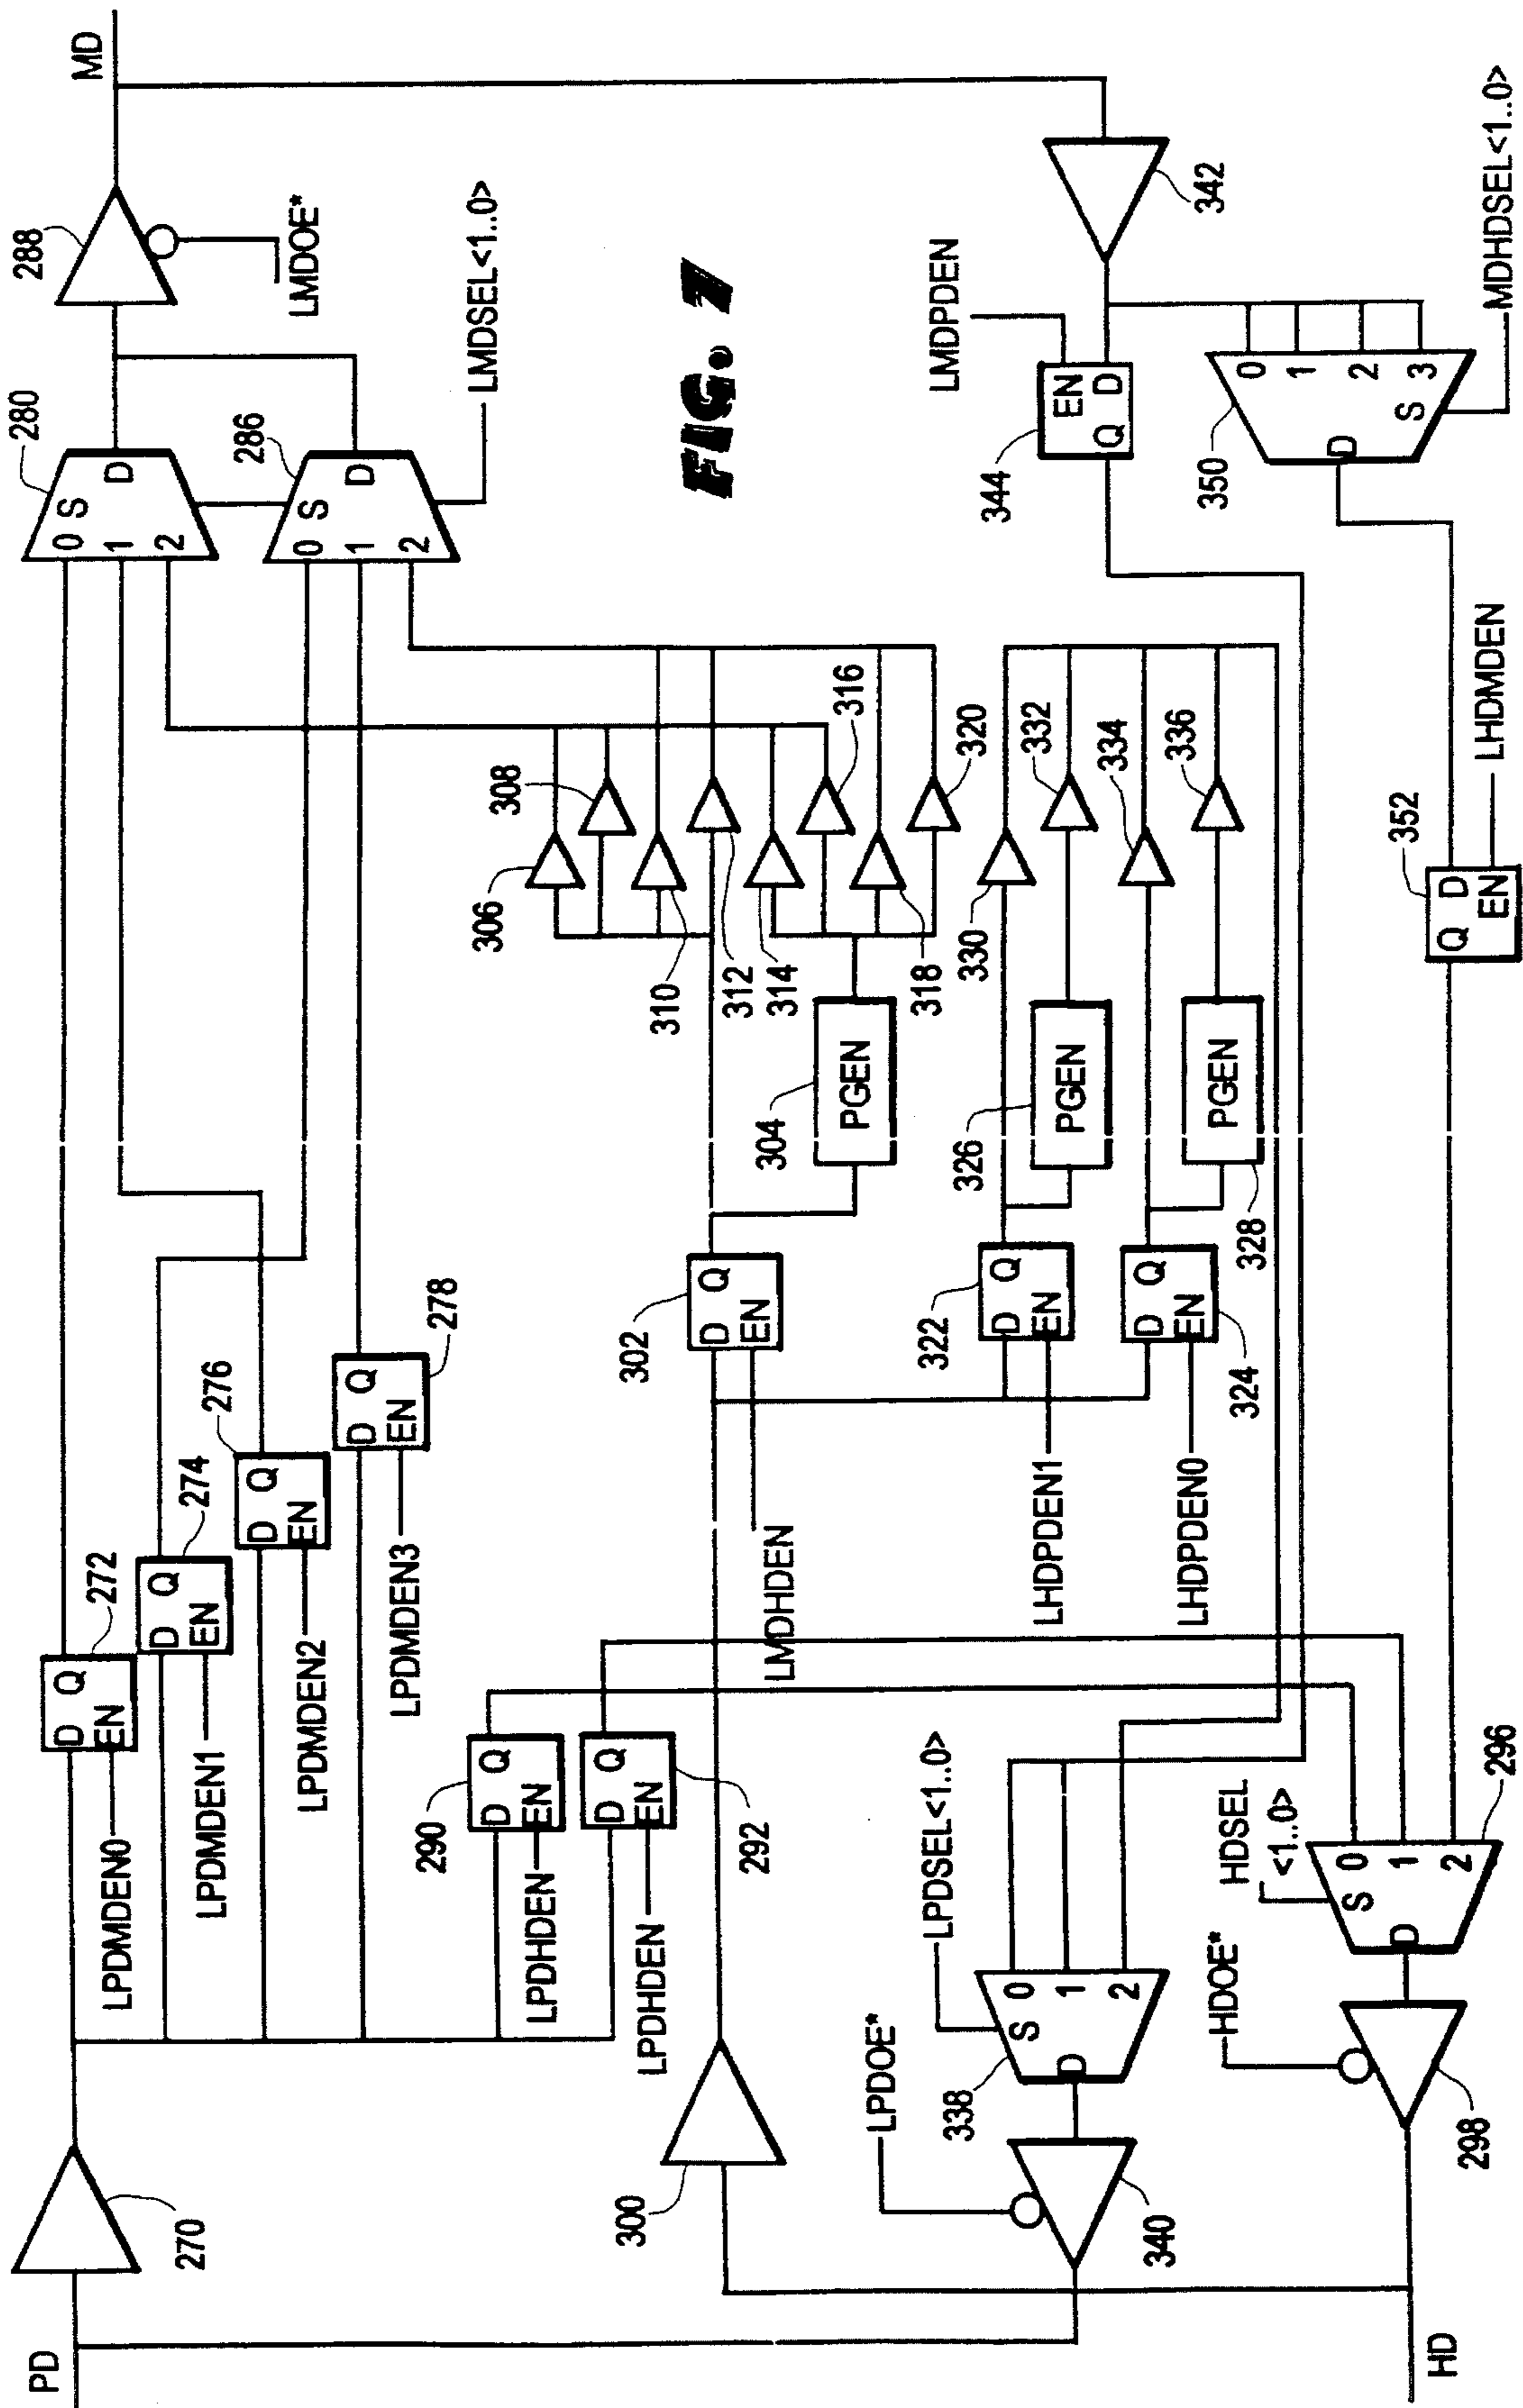 PD
270
D Q
EN
272
LPDMDEN0
D Q
EN
274
LPDMDEN1
D Q
EN
276
LPDMDEN2
D Q
EN
278
LPDMDEN3
0 S
1 D
2
280
0 S
1 D
2
286
LMDSEL<1..0>
288
LMDOE*
MD
290
D Q
EN
LPDHDEN
D Q
EN
292
LPDHDEN
300
302
D Q
EN
LMDHDEN
304
PGEN
306
308
310
312
314
316
318
320
322
D Q
EN
LHDPDEN1
D Q
EN
324
LHDPDEN0
326
PGEN
PGEN
328
330
332
334
336
FIG. 7
LMDPDEN
344
EN
Q D
342
350
0
1
2
3
D
S
MDHDSEL<1..0>
352
Q D
EN
LHDMDEN
LPDSEL<1..0>
S
0
1
2
D
338
LPDOE*
340
HDSEL
<1..0>
S
0
1
2
D
296
HDOE*
298
HD